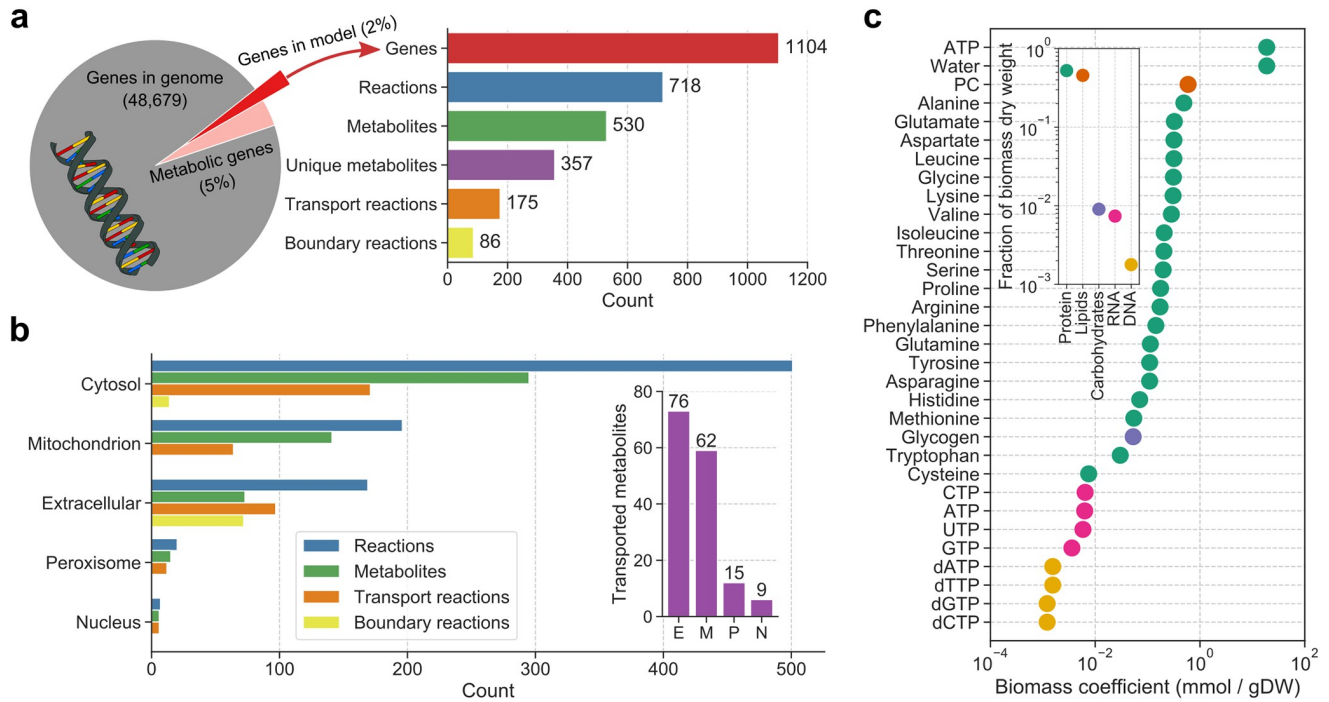 a
Genes in genome
(48,679)
Metabolic genes
(5%)
Genes in model (2%)
Genes
1104
Reactions
718
Metabolites
530
Unique metabolites
357
Transport reactions
175
Boundary reactions
86
0 200 400 600 800 1000 1200
Count
b
Cytosol
Mitochondrion
Extracellular
Peroxisome
Nucleus
0 100 200 300 400 500
Count
Reactions
Metabolites
Transport reactions
Boundary reactions
Transported metabolites
80
60
40
20
0
76
62
15
9
E M P N
c
ATP
Water
PC
Alanine
Glutamate
Aspartate
Leucine
Glycine
Lysine
Valine
Isoleucine
Threonine
Serine
Proline
Arginine
Phenylalanine
Glutamine
Tyrosine
Asparagine
Histidine
Methionine
Glycogen
Tryptophan
Cysteine
CTP
ATP
UTP
GTP
dATP
dTTP
dGTP
dCTP
10⁻⁴ 10⁻² 10⁰ 10²
Biomass coefficient (mmol / gDW)
Fraction of biomass dry weight
10⁰
10⁻¹
10⁻²
10⁻³
Protein
Lipids
Carbohydrates
RNA
DNA